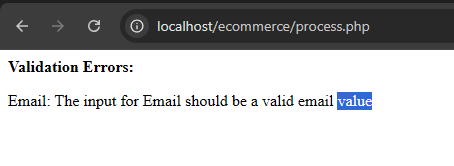 localhost/ecommerce/process.php
Validation Errors:
Email: The input for Email should be a valid email value